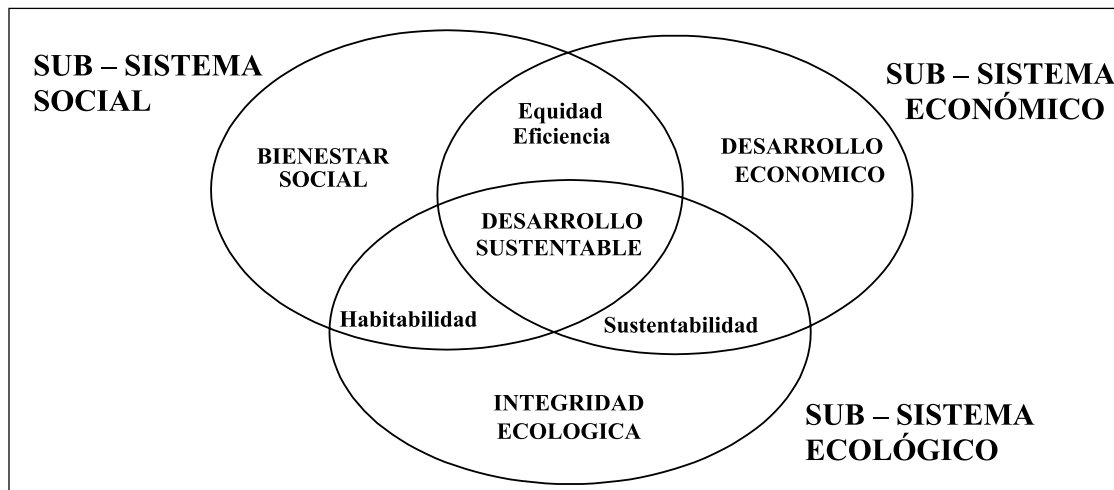 SUB – SISTEMA
SOCIAL
SUB – SISTEMA
ECONÓMICO
Equidad
Eficiencia
BIENESTAR
SOCIAL
DESARROLLO
ECONOMICO
DESARROLLO
SUSTENTABLE
Habitabilidad
Sustentabilidad
INTEGRIDAD
ECOLOGICA
SUB – SISTEMA
ECOLÓGICO